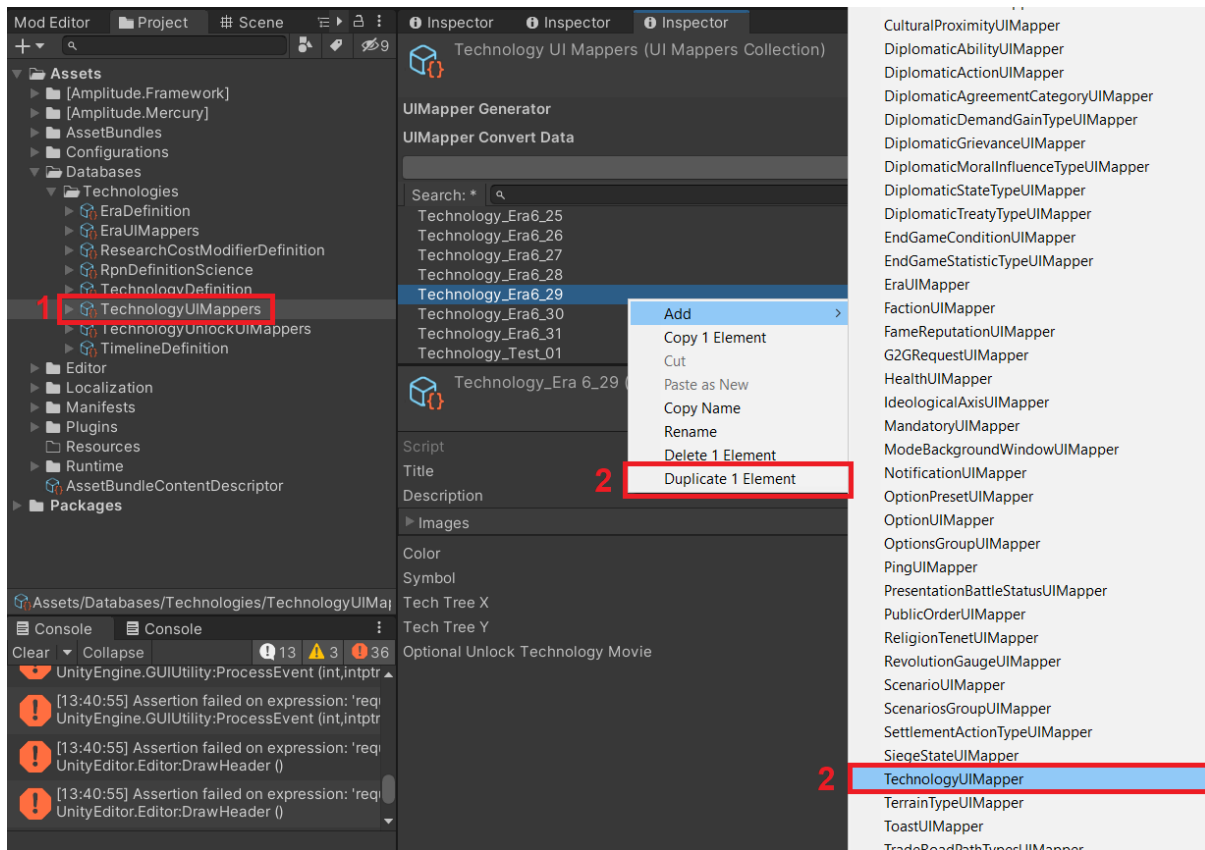 Mod Editor
Project
Scene
Inspector
Inspector
Inspector
9
Assets
[Amplitude.Framework]
[Amplitude.Mercury]
AssetBundles
Configurations
Databases
Technologies
EraDefinition
EraUIMappers
ResearchCostModifierDefinition
RpnDefinitionScience
TechnologyDefinition
1
TechnologyUIMappers
TechnologyUnlockUIMappers
TimelineDefinition
Editor
Localization
Manifests
Plugins
Resources
Runtime
AssetBundleContentDescriptor
Packages
Assets/Databases/Technologies/TechnologyUIMa
Console
Console
Clear
Collapse
13
3
36
UnityEngine.GUIUtility:ProcessEvent (int,intptr
[13:40:55] Assertion failed on expression: 'requ
UnityEngine.GUIUtility:ProcessEvent (int,intptr
[13:40:55] Assertion failed on expression: 'requ
UnityEditor.Editor:DrawHeader ()
[13:40:55] Assertion failed on expression: 'requ
UnityEditor.Editor:DrawHeader ()
Technology UI Mappers (UI Mappers Collection)
UIMapper Generator
UIMapper Convert Data
Search: *
Technology_Era6_25
Technology_Era6_26
Technology_Era6_27
Technology_Era6_28
Technology_Era6_29
Technology_Era6_30
Technology_Era6_31
Technology_Test_01
Technology_Era 6_29 (
Script
Title
Description
Images
Color
Symbol
Tech Tree X
Tech Tree Y
Optional Unlock Technology Movie
Add
Copy 1 Element
Cut
Paste as New
Copy Name
Rename
Delete 1 Element
2
Duplicate 1 Element
CulturalProximityUIMapper
DiplomaticAbilityUIMapper
DiplomaticActionUIMapper
DiplomaticAgreementCategoryUIMapper
DiplomaticDemandGainTypeUIMapper
DiplomaticGrievanceUIMapper
DiplomaticMoralInfluenceTypeUIMapper
DiplomaticStateTypeUIMapper
DiplomaticTreatyTypeUIMapper
EndGameConditionUIMapper
EndGameStatisticTypeUIMapper
EraUIMapper
FactionUIMapper
FameReputationUIMapper
G2GRequestUIMapper
HealthUIMapper
IdeologicalAxisUIMapper
MandatoryUIMapper
ModeBackgroundWindowUIMapper
NotificationUIMapper
OptionPresetUIMapper
OptionUIMapper
OptionsGroupUIMapper
PingUIMapper
PresentationBattleStatusUIMapper
PublicOrderUIMapper
ReligionTenetUIMapper
RevolutionGaugeUIMapper
ScenarioUIMapper
ScenariosGroupUIMapper
SettlementActionTypeUIMapper
SiegeStateUIMapper
2
TechnologyUIMapper
TerrainTypeUIMapper
ToastUIMapper
TradeRoadPathTypesUIMapper